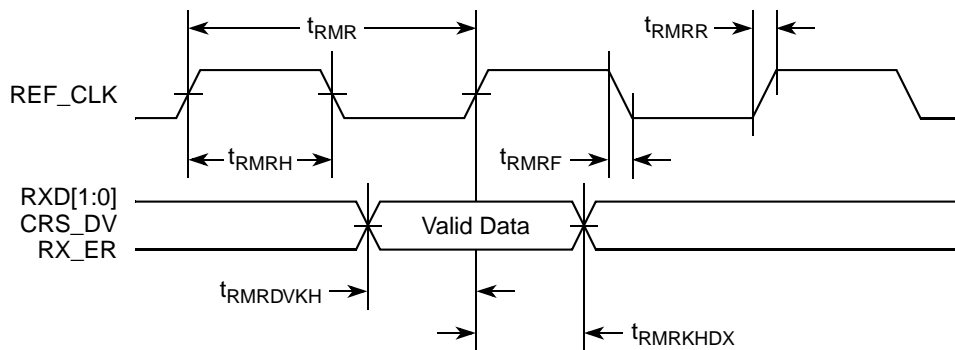 tRMR
tRMRR
REF_CLK
tRMRH
tRMRF
RXD[1:0]
CRS_DV
RX_ER
Valid Data
tRMRDVKH
tRMRKHDX